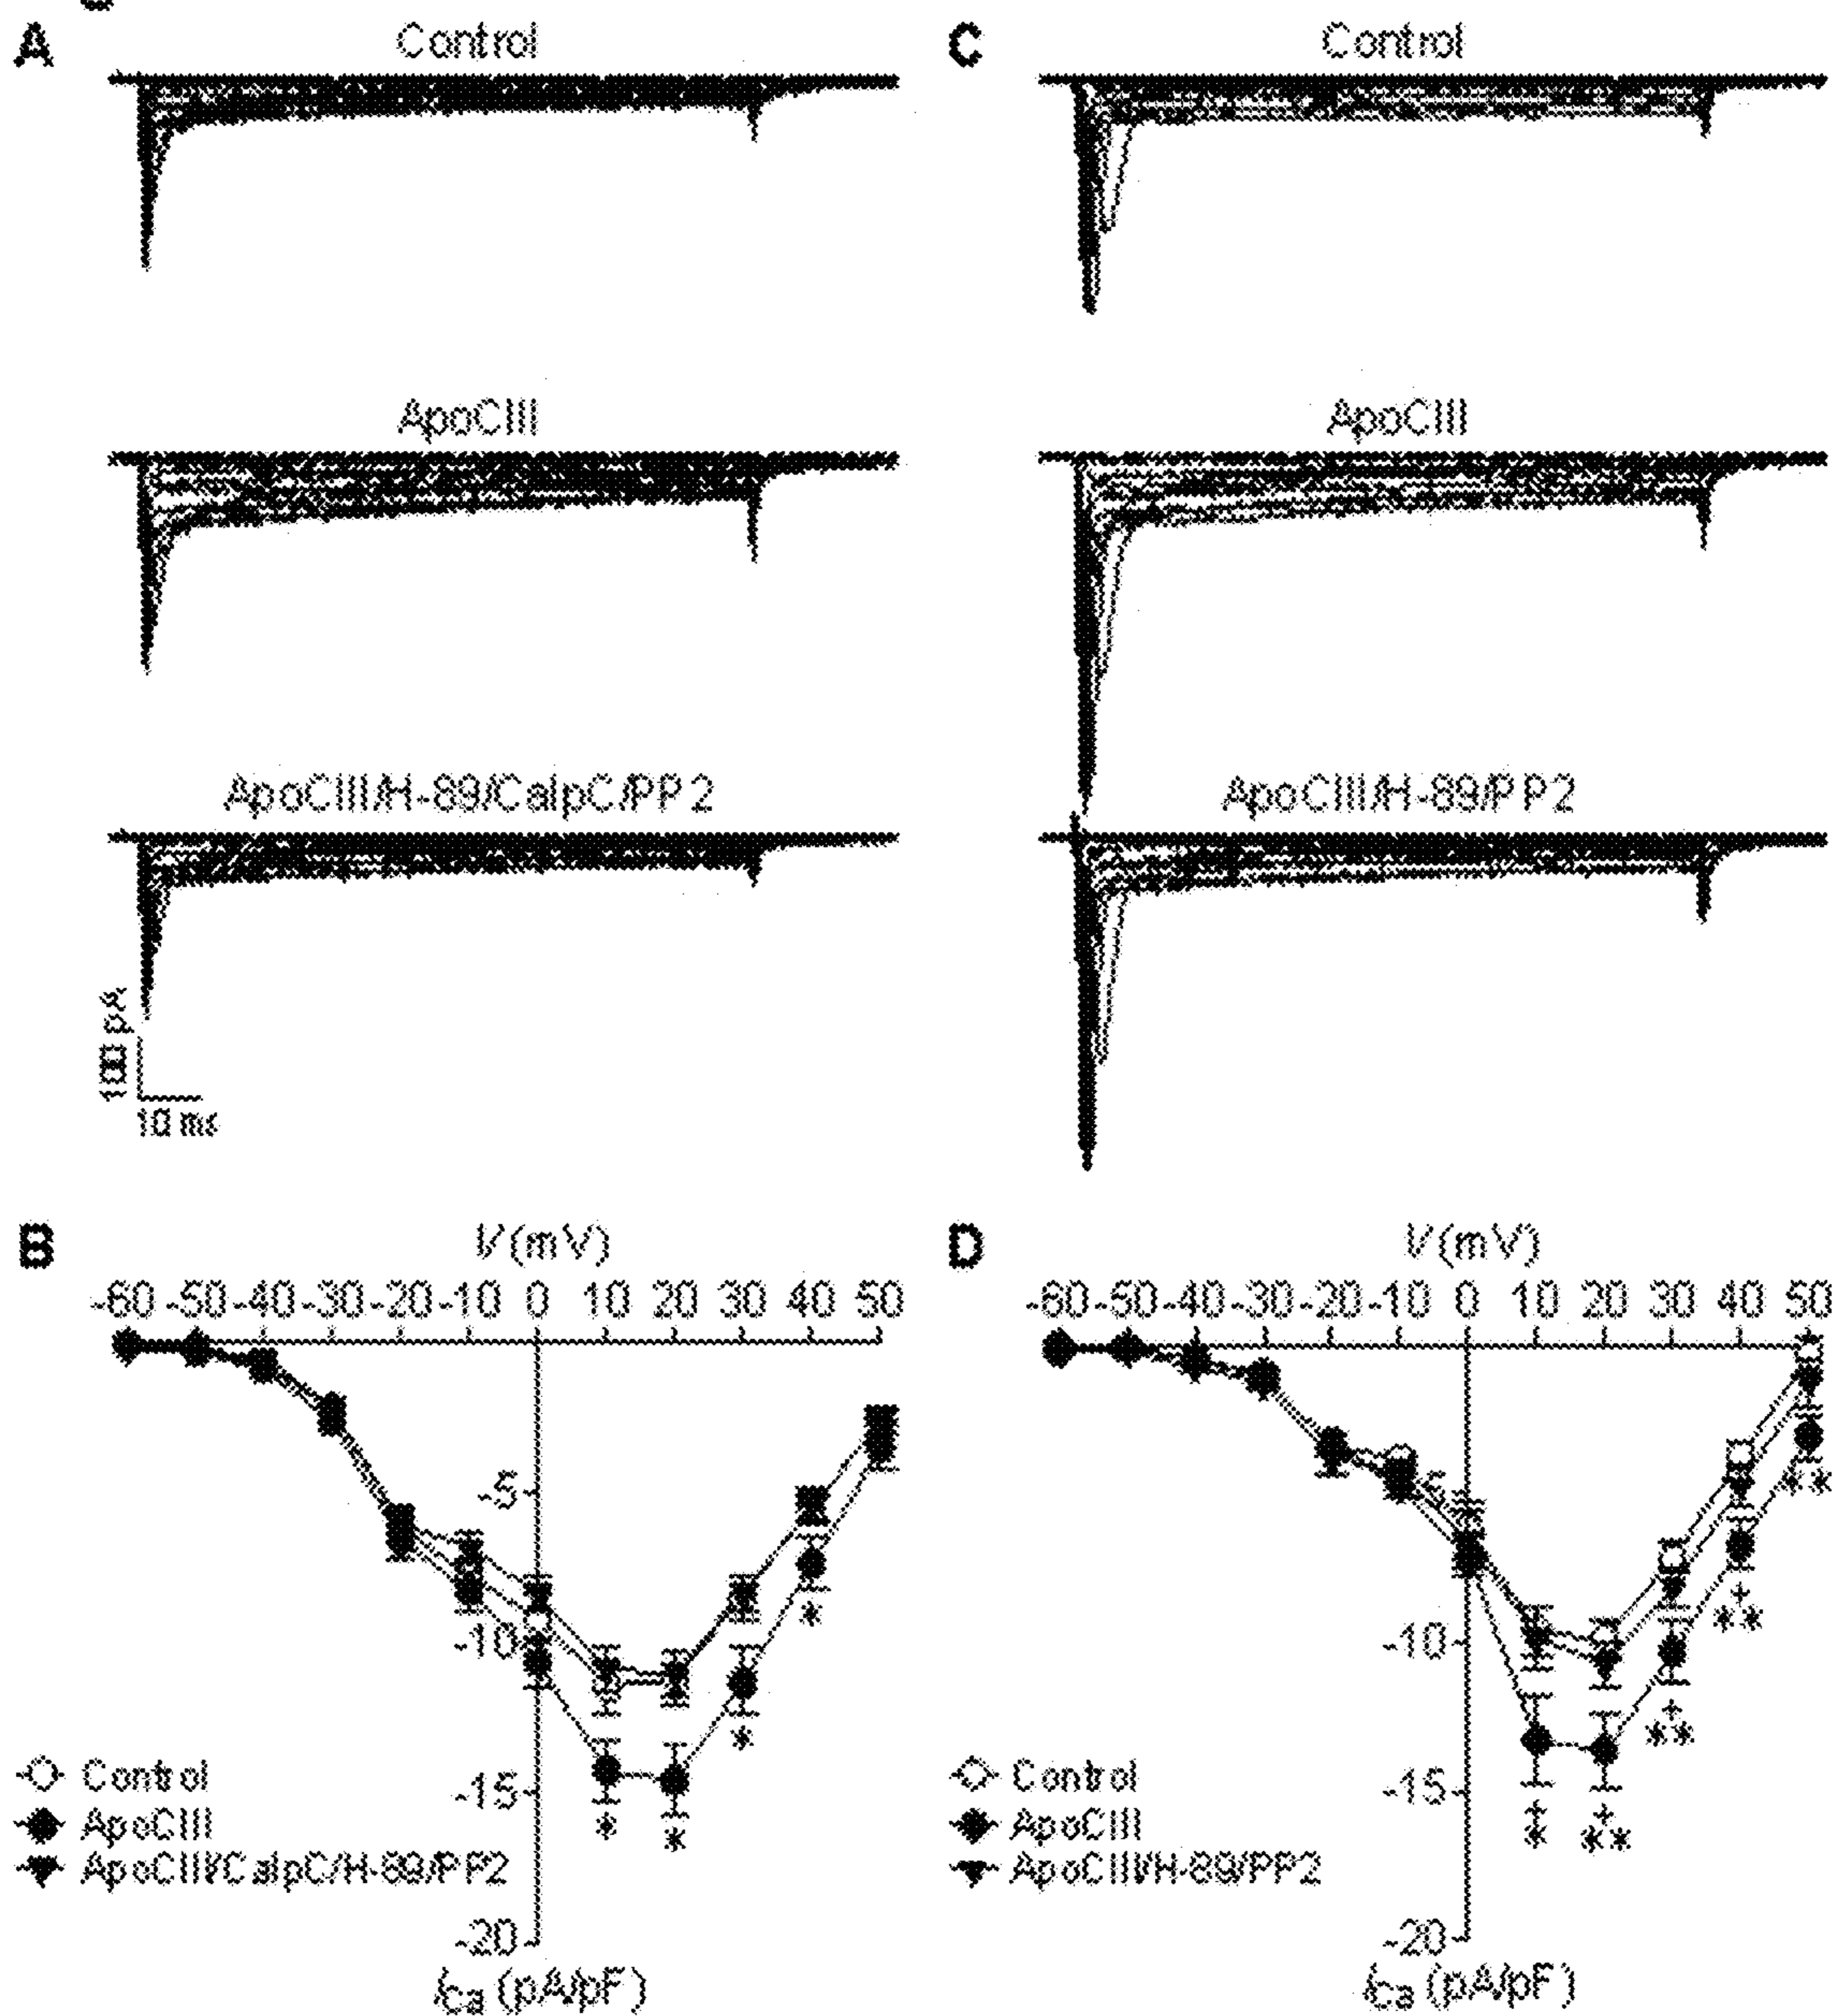 A
Control
ApoCIII
ApoCIII/H-89/CalpC/PP2
100 pA
10 ms
C
Control
ApoCIII
ApoCIII/H-89/PP2
B
V (mV)
-60 -50 -40 -30 -20 -10 0 10 20 30 40 50
-5
-10
-15
-20
* * * *
Control
ApoCIII
ApoCIII/CalpC/H-89/PP2
ICa (pA/pF)
D
V (mV)
-60 -50 -40 -30 -20 -10 0 10 20 30 40 50
-5
-10
-15
-20
+ + + +
* ** ** ** **
Control
ApoCIII
ApoCIII/H-89/PP2
ICa (pA/pF)